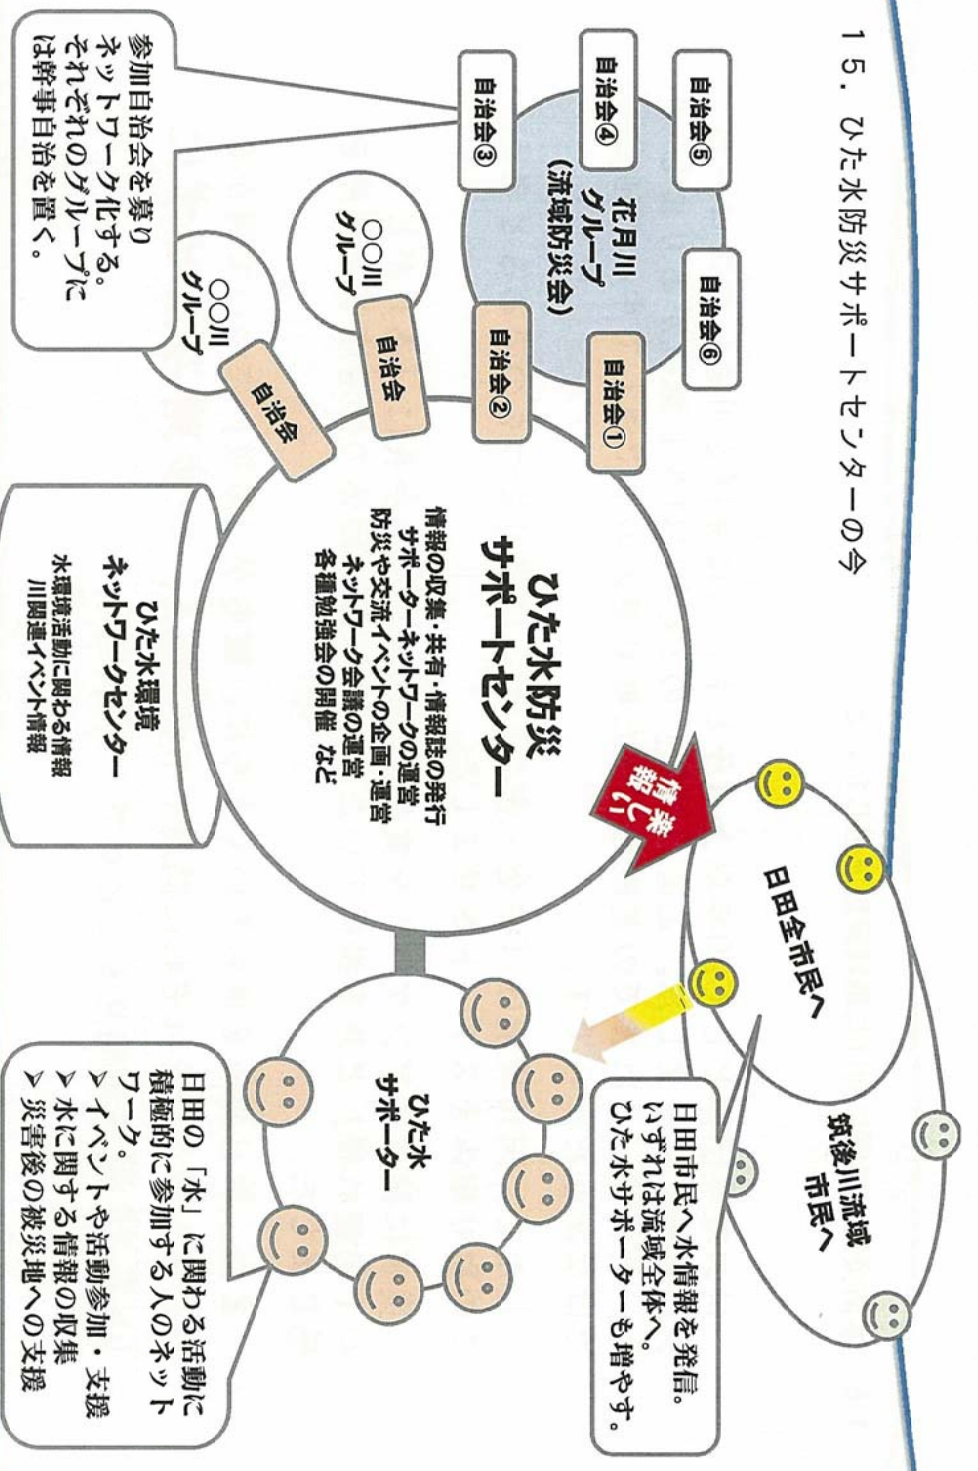 15．ひた水防災サポートセンターの今
自治会⑤
自治会④
自治会③
自治会⑥
自治会②
自治会①
花月川
グループ
（流域防災会）
〇〇川
グループ
自治会
〇〇川
グループ
自治会
参加自治会を募り
ネットワーク化する。
それぞれのグループに
は幹事自治を置く。
ひた水防災
サポートセンター
情報の収集・共有・情報誌の発行
サポーターネットワークの運営
防災や交流イベントの企画・運営
ネットワーク会議の運営
各種勉強会の開催 など
ひた水環境
ネットワークセンター
水環境活動に関わる情報
川関連イベント情報
楽しい
情報
日田全市民へ
筑後川流域
市民へ
日田市民へ水情報を発信。
いずれは流域全体へ。
ひた水サポーターも増やす。
ひた水
サポーター
日田の「水」に関わる活動に
積極的に参加する人のネット
ワーク。
➢イベントや活動参加・支援
➢水に関する情報の収集
➢災害後の被災地への支援